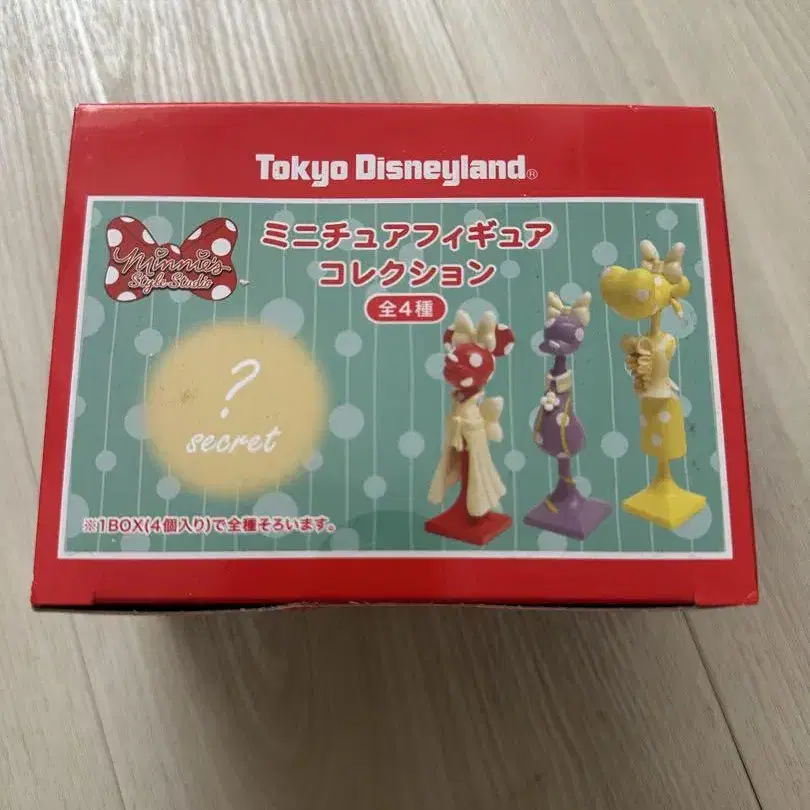 Tokyo Disneyland®
Minnie's
Style Studio
ミニチュアフィギュア
コレクション
全4種
?
secret
※1BOX(4個入り)で全種そろいます。